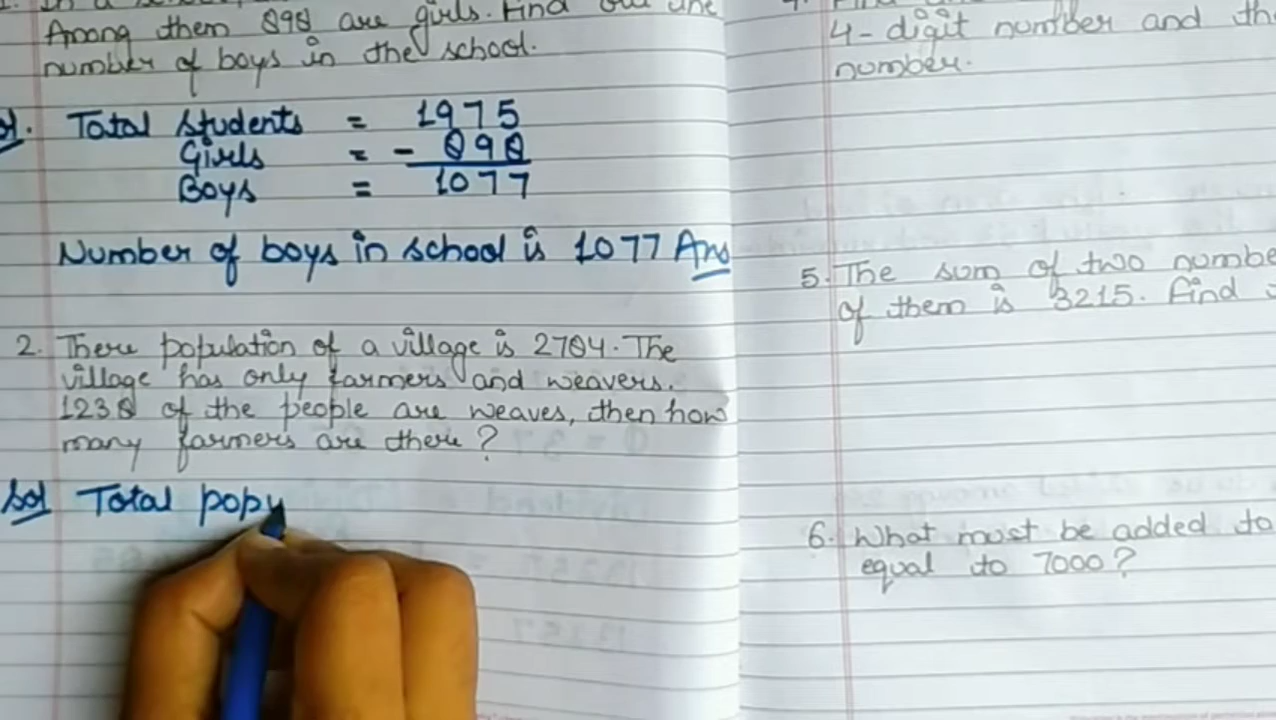 Among them 898 are girls. Find out the
number of boys in the school.
Sol. Total students = 1975
Girls = - 898
Boys = 1077
Number of boys in school is 1077 Ans
2. There population of a village is 2784. The
village has only farmers and weavers.
1238 of the people are weaves, then how
many farmers are there?
Sol Total popu
4-digit number and the
number.
5. The sum of two numbe
of them is 3215. Find
6. What must be added to
equal to 7000?